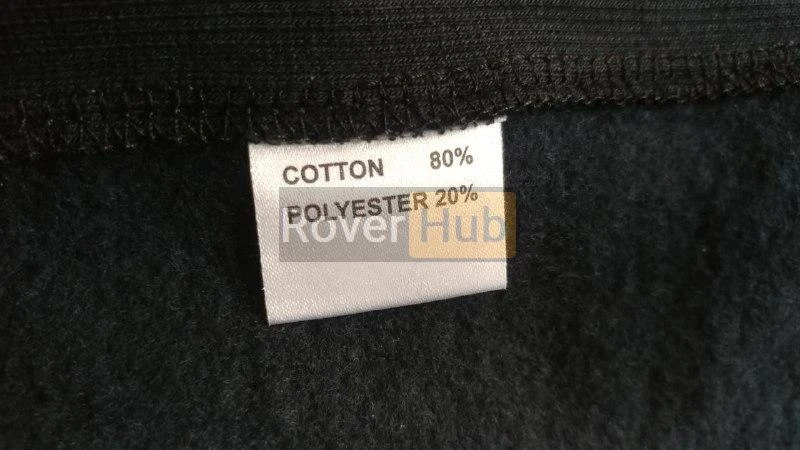 COTTON 80%
POLYESTER 20%
Rover Hub